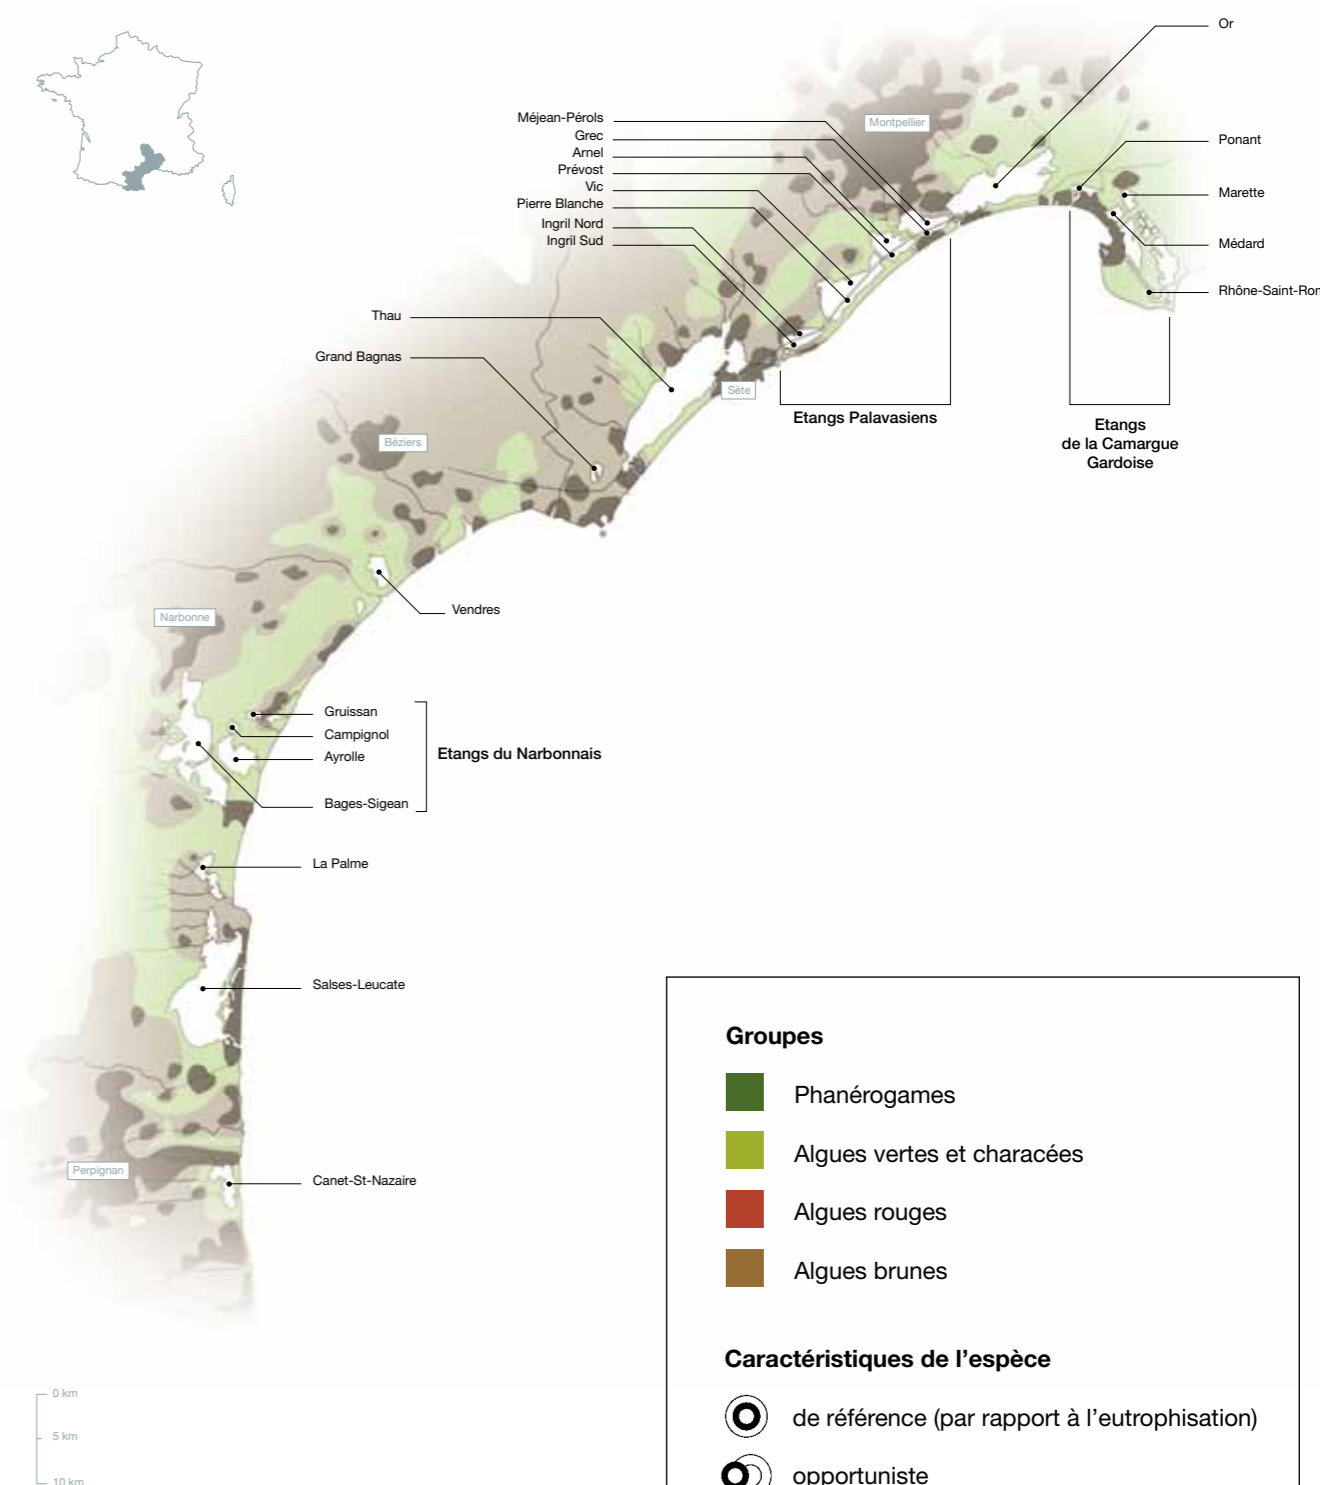 Or
Méjean-Pérols
Grec
Arnel
Prévost
Vic
Pierre Blanche
Ingril Nord
Ingril Sud
Montpellier
Ponant
Marette
Médard
Rhône-Saint-Rom
Thau
Grand Bagnas
Sète
Etangs Palavasiens
Etangs
de la Camargue
Gardoise
Béziers
Vendres
Narbonne
Gruissan
Campignol
Ayrolle
Bages-Sigean
Etangs du Narbonnais
La Palme
Salses-Leucate
Perpignan
Canet-St-Nazaire
Groupes
Phanérogames
Algues vertes et characées
Algues rouges
Algues brunes
Caractéristiques de l'espèce
de référence (par rapport à l'eutrophisation)
opportuniste
0 km
5 km
10 km